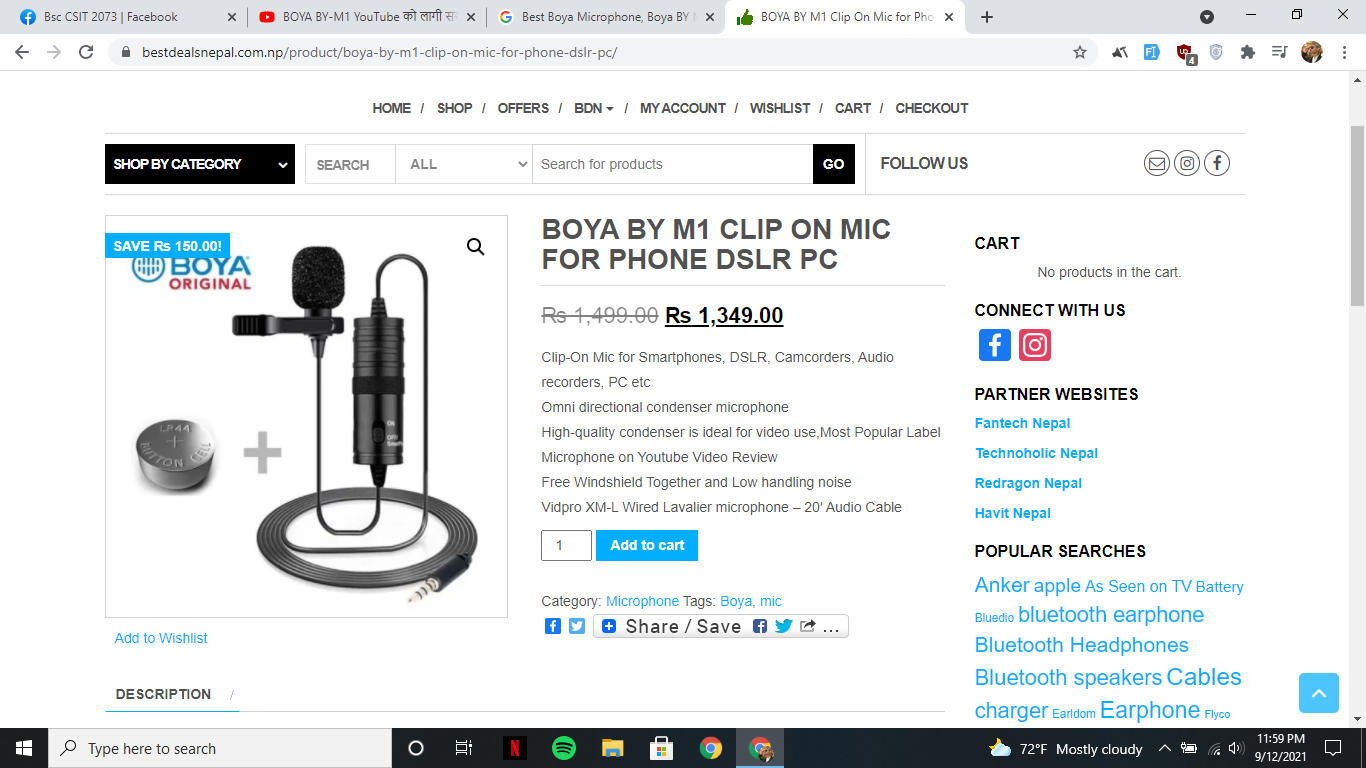 Bsc CSIT 2073 | Facebook
BOYA BY-M1 YouTube को लागी
Best Boya Microphone, Boya BY
BOYA BY M1 Clip On Mic for Pho
bestdealsnepal.com.np/product/boya-by-m1-clip-on-mic-for-phone-dslr-pc/
4
HOME / SHOP / OFFERS / BDN / MY ACCOUNT / WISHLIST / CART / CHECKOUT
SHOP BY CATEGORY
SEARCH
ALL
Search for products
GO
FOLLOW US
SAVE ₨ 150.00!
BOYA
ORIGINAL
LR44
BUTTON CELL
ON
OFF/
Add to Wishlist
BOYA BY M1 CLIP ON MIC
FOR PHONE DSLR PC
₨ 1,499.00 ₨ 1,349.00
Clip-On Mic for Smartphones, DSLR, Camcorders, Audio
recorders, PC etc
Omni directional condenser microphone
High-quality condenser is ideal for video use,Most Popular Label
Microphone on Youtube Video Review
Free Windshield Together and Low handling noise
Vidpro XM-L Wired Lavalier microphone – 20′ Audio Cable
1
Add to cart
Category: Microphone Tags: Boya, mic
Share / Save ...
CART
No products in the cart.
CONNECT WITH US
PARTNER WEBSITES
Fantech Nepal
Technoholic Nepal
Redragon Nepal
Havit Nepal
POPULAR SEARCHES
Anker apple As Seen on TV Battery
Bluedio bluetooth earphone
Bluetooth Headphones
Bluetooth speakers Cables
charger Earldom Earphone Flyco
DESCRIPTION /
Type here to search
72°F Mostly cloudy
11:59 PM
9/12/2021